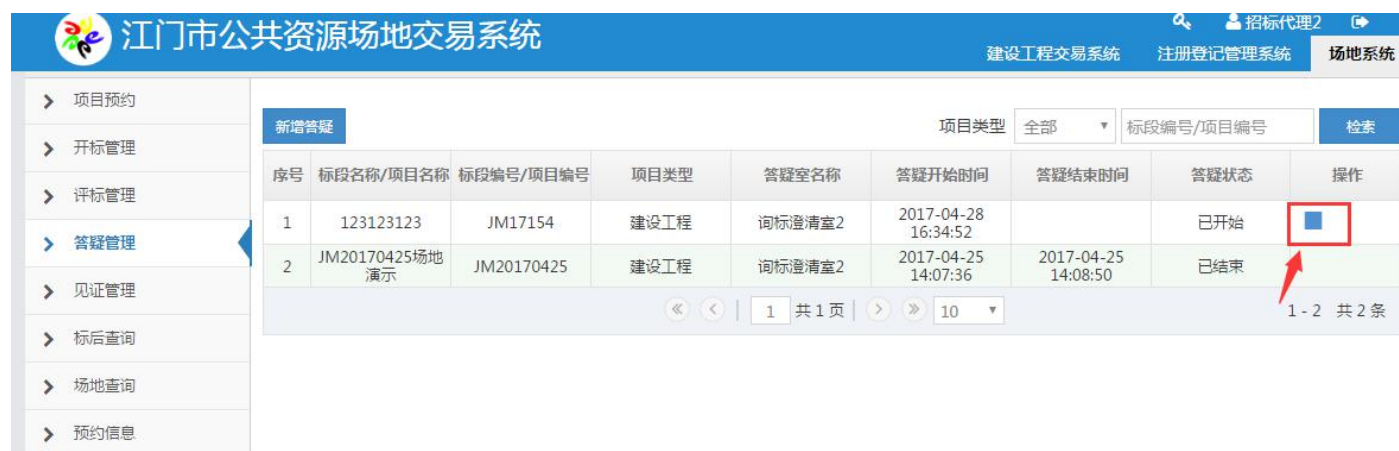 江门市公共资源场地交易系统
招标代理2
建设工程交易系统 注册登记管理系统 场地系统
项目预约
开标管理
评标管理
答疑管理
见证管理
标后查询
场地查询
预约信息
新增答疑 项目类型 全部 标段编号/项目编号 检索
序号 标段名称/项目名称 标段编号/项目编号 项目类型 答疑室名称 答疑开始时间 答疑结束时间 答疑状态 操作
1 123123123 JM17154 建设工程 询标澄清室2 2017-04-28 已开始
16:34:52
2 JM20170425场地 JM20170425 建设工程 询标澄清室2 2017-04-25 2017-04-25 已结束
演示 14:07:36 14:08:50
1 共1页 10 1-2 共2条